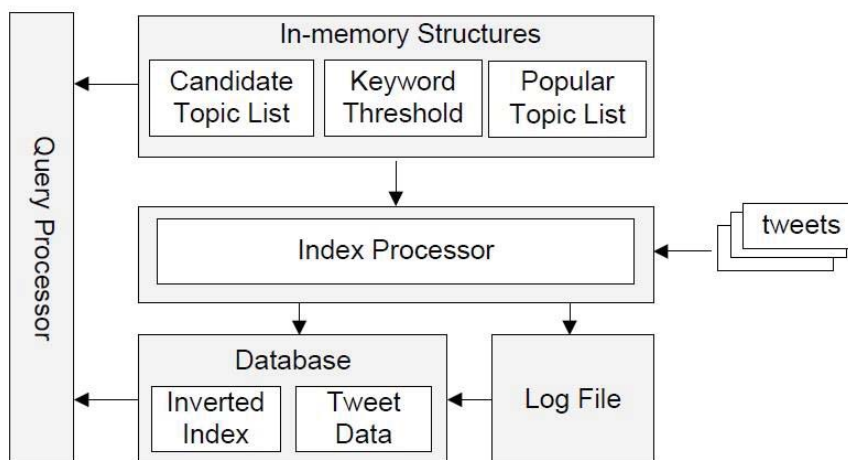 In-memory Structures
Candidate
Topic List
Keyword
Threshold
Popular
Topic List
Query Processor
Index Processor
tweets
Database
Inverted
Index
Tweet
Data
Log File